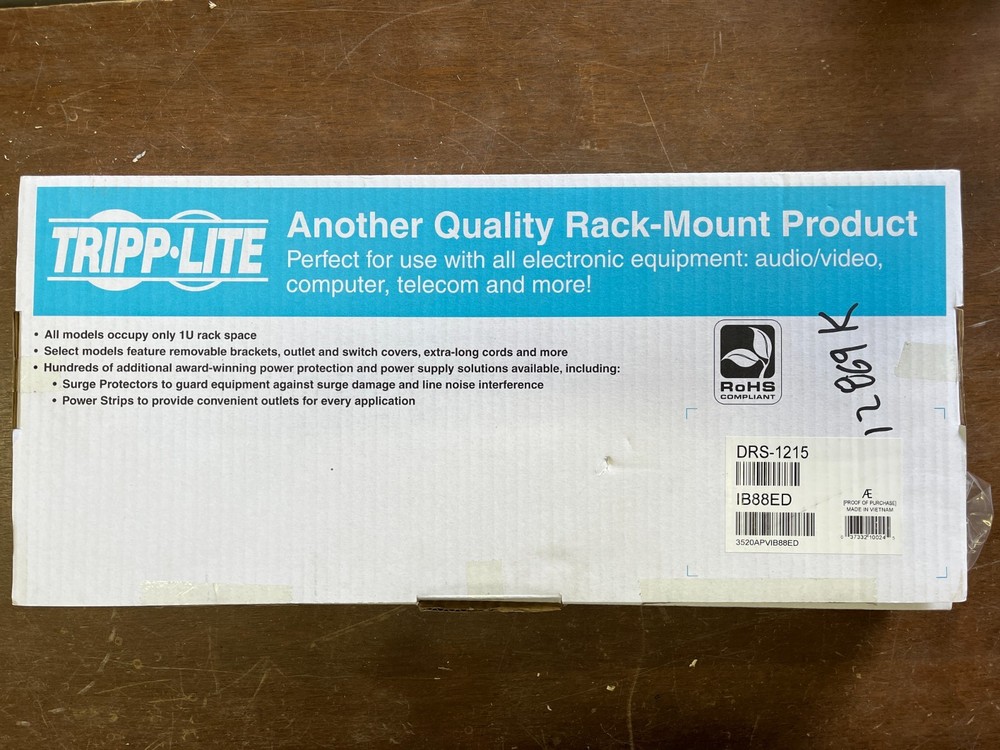 TRIPP·LITE
Another Quality Rack-Mount Product
Perfect for use with all electronic equipment: audio/video,
computer, telecom and more!
• All models occupy only 1U rack space
• Select models feature removable brackets, outlet and switch covers, extra-long cords and more
• Hundreds of additional award-winning power protection and power supply solutions available, including:
• Surge Protectors to guard equipment against surge damage and line noise interference
• Power Strips to provide convenient outlets for every application
RoHS
COMPLIANT
12869 K
DRS-1215
IB88ED
3520APVIB88ED
Æ
[PROOF OF PURCHASE]
MADE IN VIETNAM
0 37332 10024 1